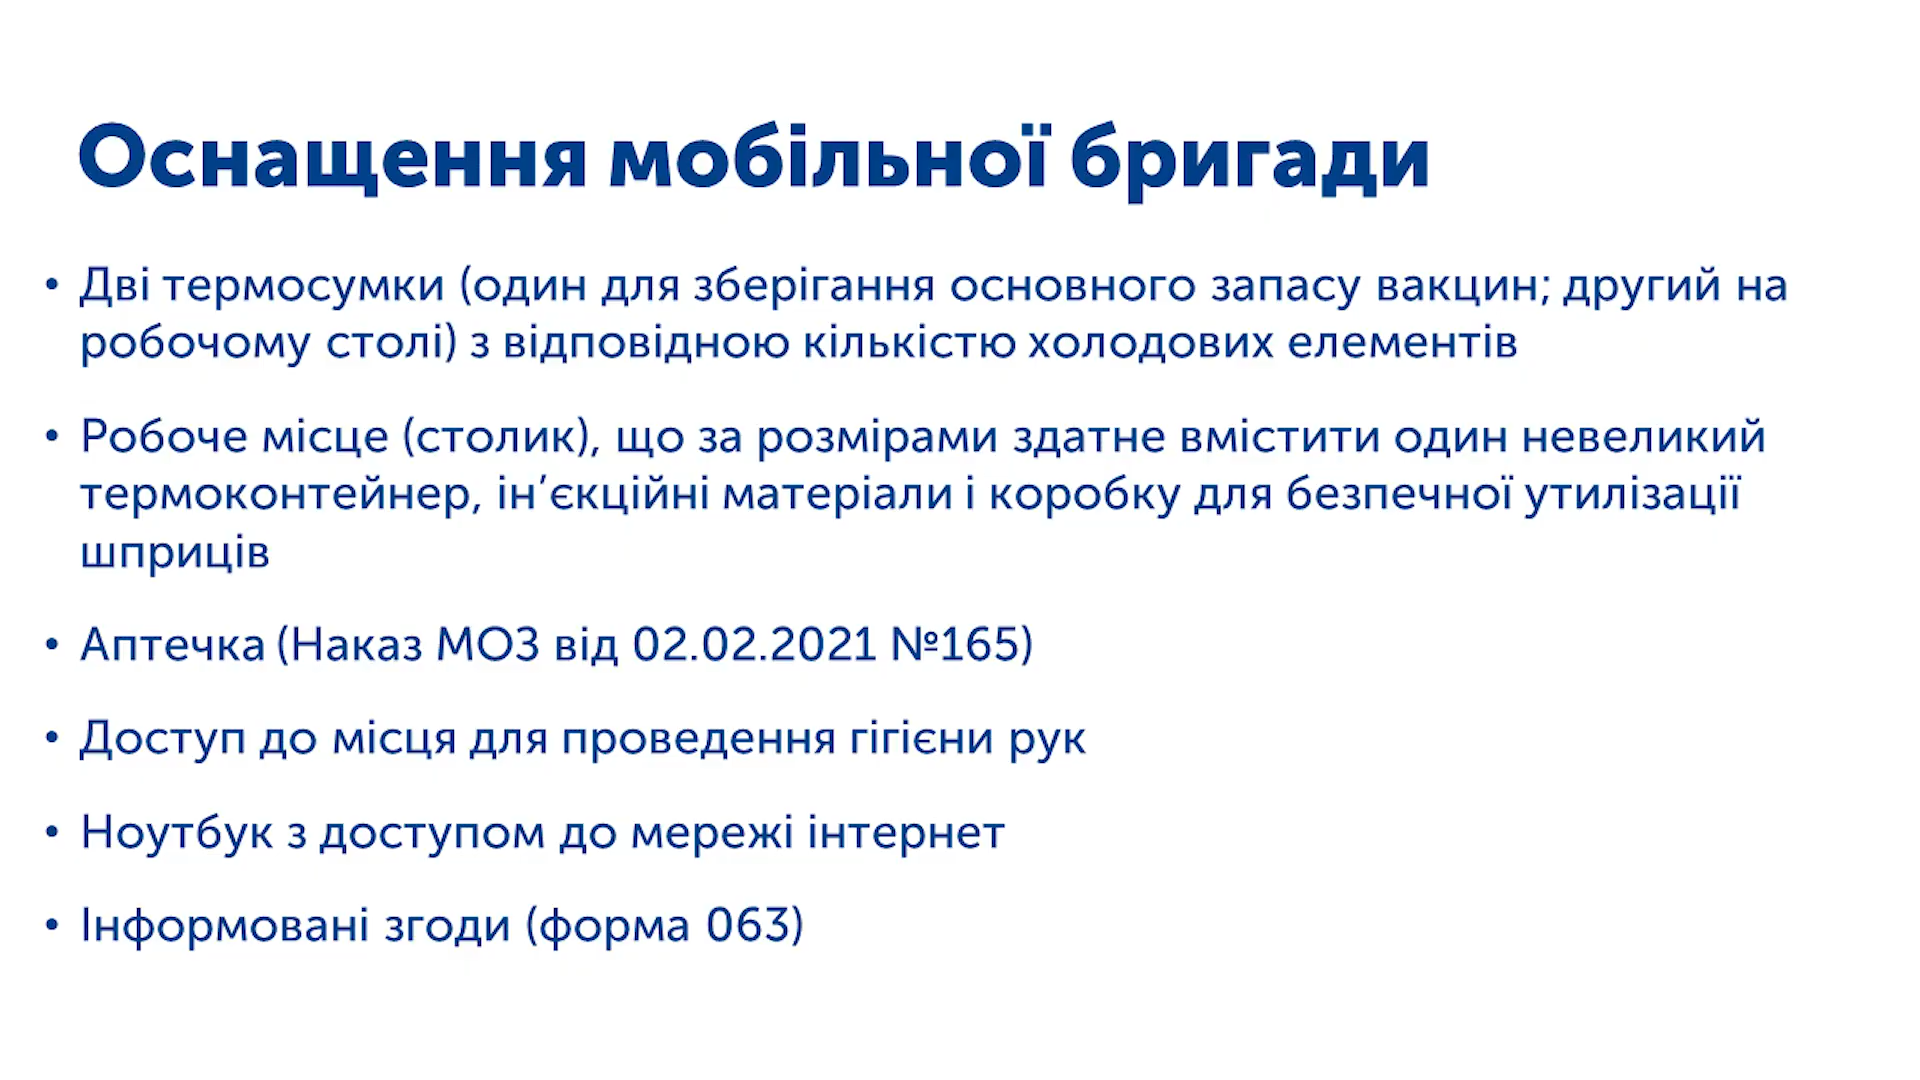 Оснащення мобільної бригади
• Дві термосумки (один для зберігання основного запасу вакцин; другий на
робочому столі) з відповідною кількістю холодових елементів
• Робоче місце (столик), що за розмірами здатне вмістити один невеликий
термоконтейнер, ін’єкційні матеріали і коробку для безпечної утилізації
шприців
• Аптечка (Наказ МОЗ від 02.02.2021 №165)
• Доступ до місця для проведення гігієни рук
• Ноутбук з доступом до мережі інтернет
• Інформовані згоди (форма 063)